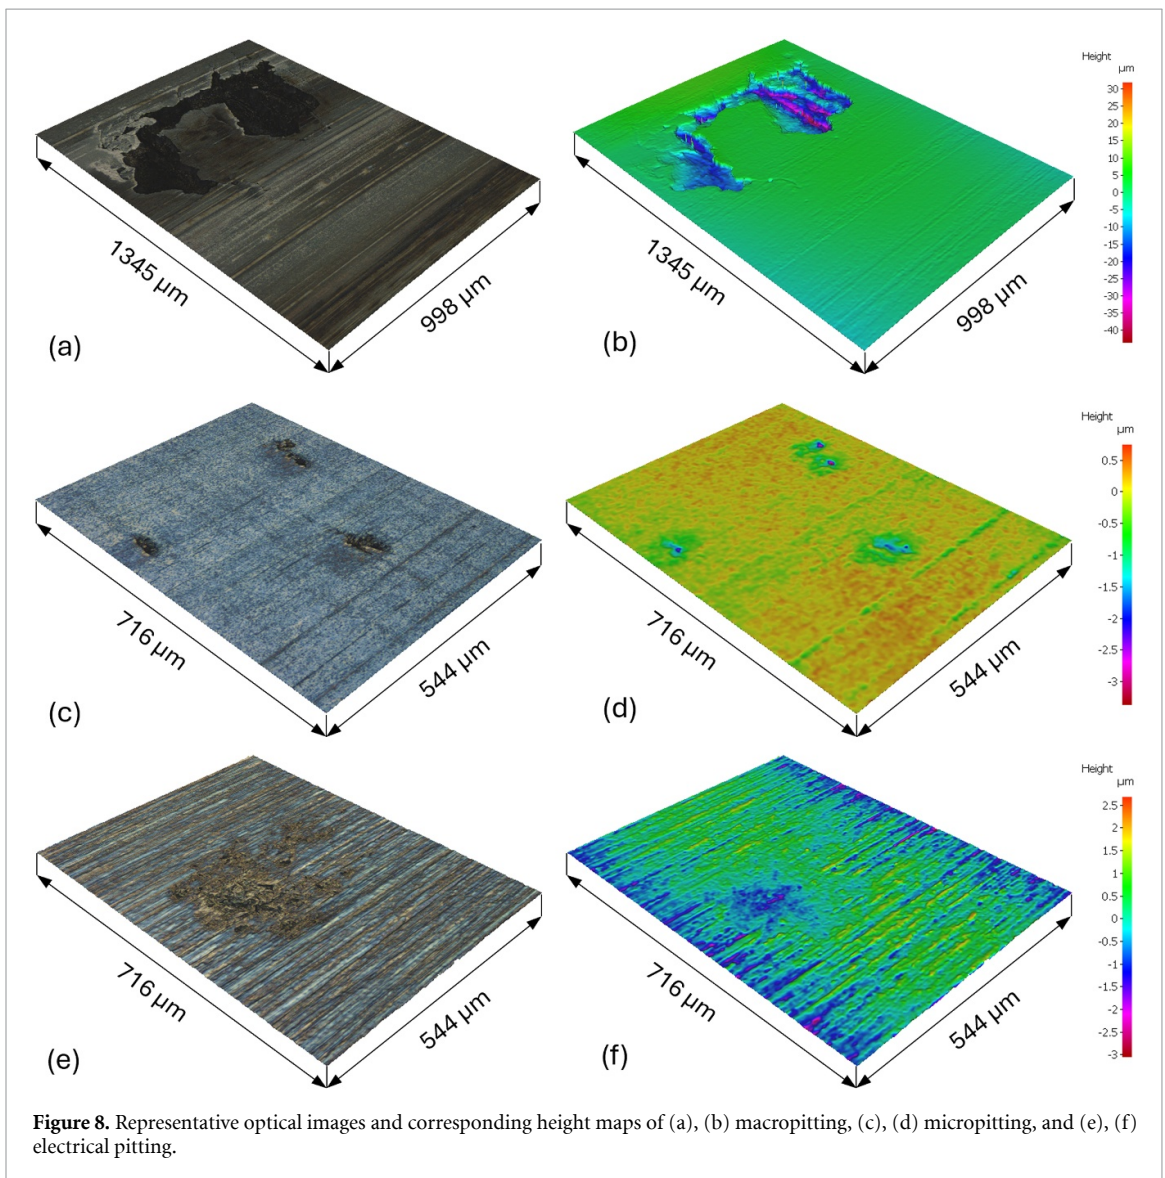 Height
µm
30
25
20
15
10
5
0
-5
-10
-15
-20
-25
-30
-35
-40
1345 µm
998 µm
(a)
1345 µm
998 µm
(b)
Height
µm
0.5
0
-0.5
-1
-1.5
-2
-2.5
-3
716 µm
544 µm
(c)
716 µm
544 µm
(d)
Height
µm
2.5
2
1.5
1
0.5
0
-0.5
-1
-1.5
-2
-2.5
-3
716 µm
544 µm
(e)
716 µm
544 µm
(f)
Figure 8. Representative optical images and corresponding height maps of (a), (b) macropitting, (c), (d) micropitting, and (e), (f)
electrical pitting.